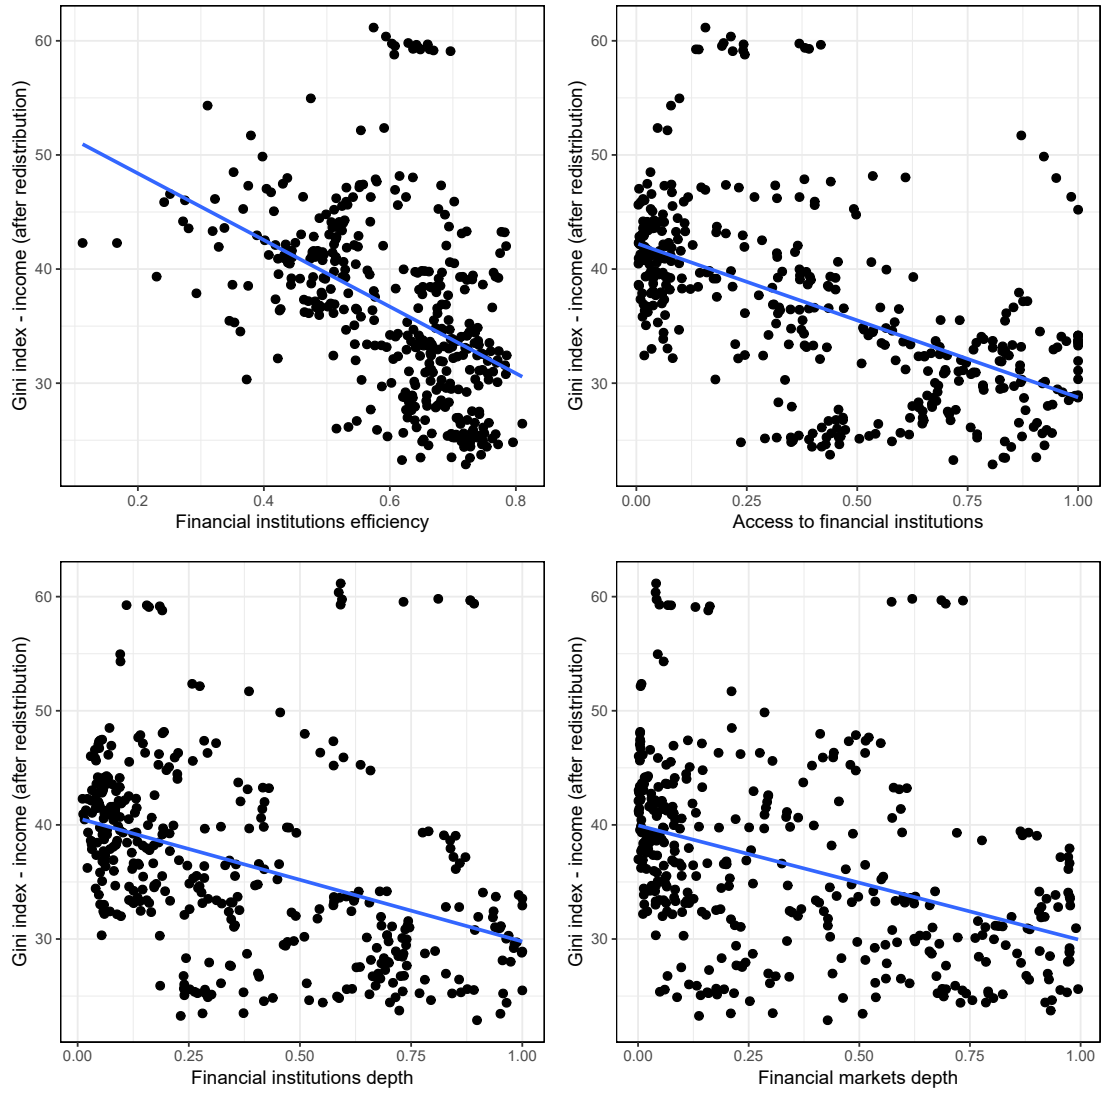 Gini index - income (after redistribution)
60
50
40
30
0.2 0.4 0.6 0.8
Financial institutions efficiency
Gini index - income (after redistribution)
60
50
40
30
0.00 0.25 0.50 0.75 1.00
Access to financial institutions
Gini index - income (after redistribution)
60
50
40
30
0.00 0.25 0.50 0.75 1.00
Financial institutions depth
Gini index - income (after redistribution)
60
50
40
30
0.00 0.25 0.50 0.75 1.00
Financial markets depth